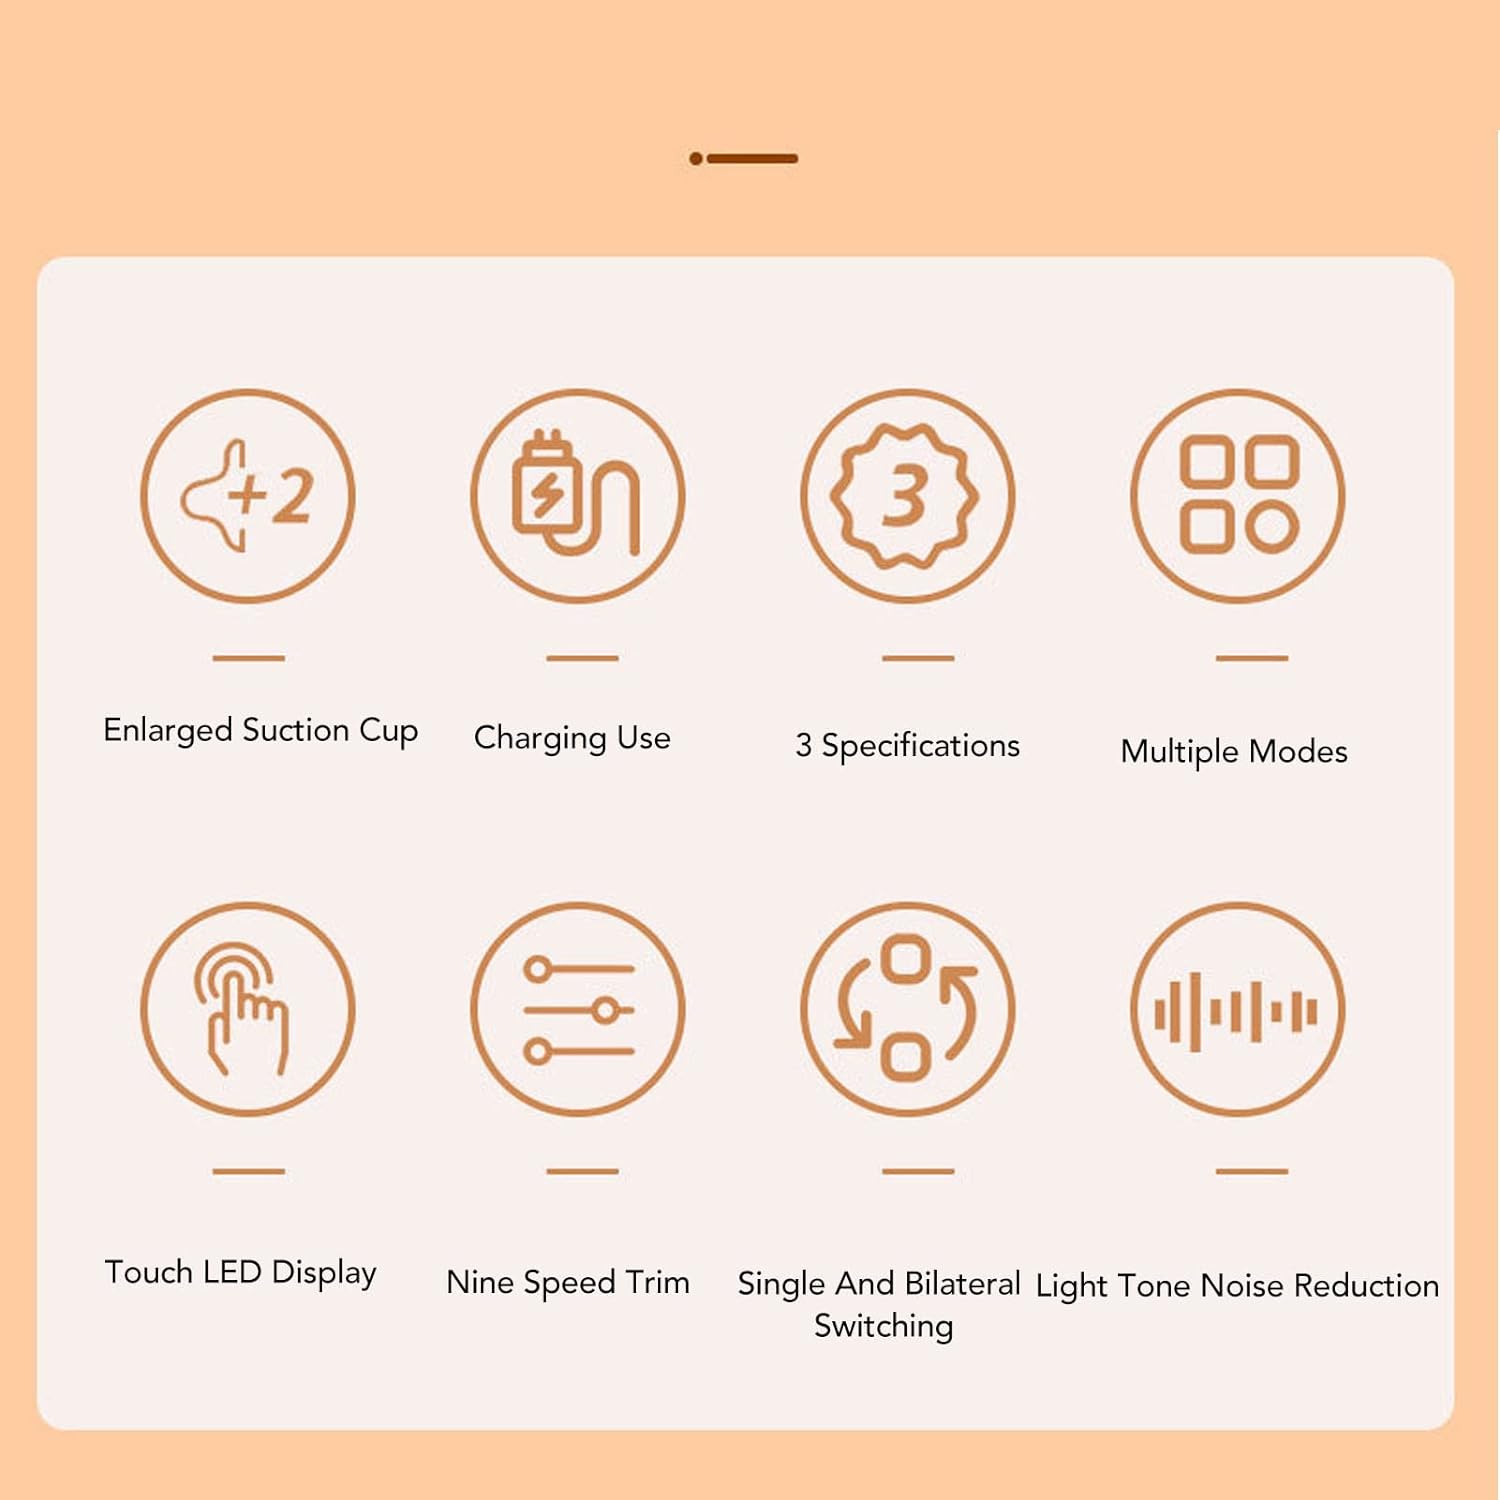 +2
3
Enlarged Suction Cup
Charging Use
3 Specifications
Multiple Modes
Touch LED Display
Nine Speed Trim
Single And Bilateral
Switching
Light Tone Noise Reduction